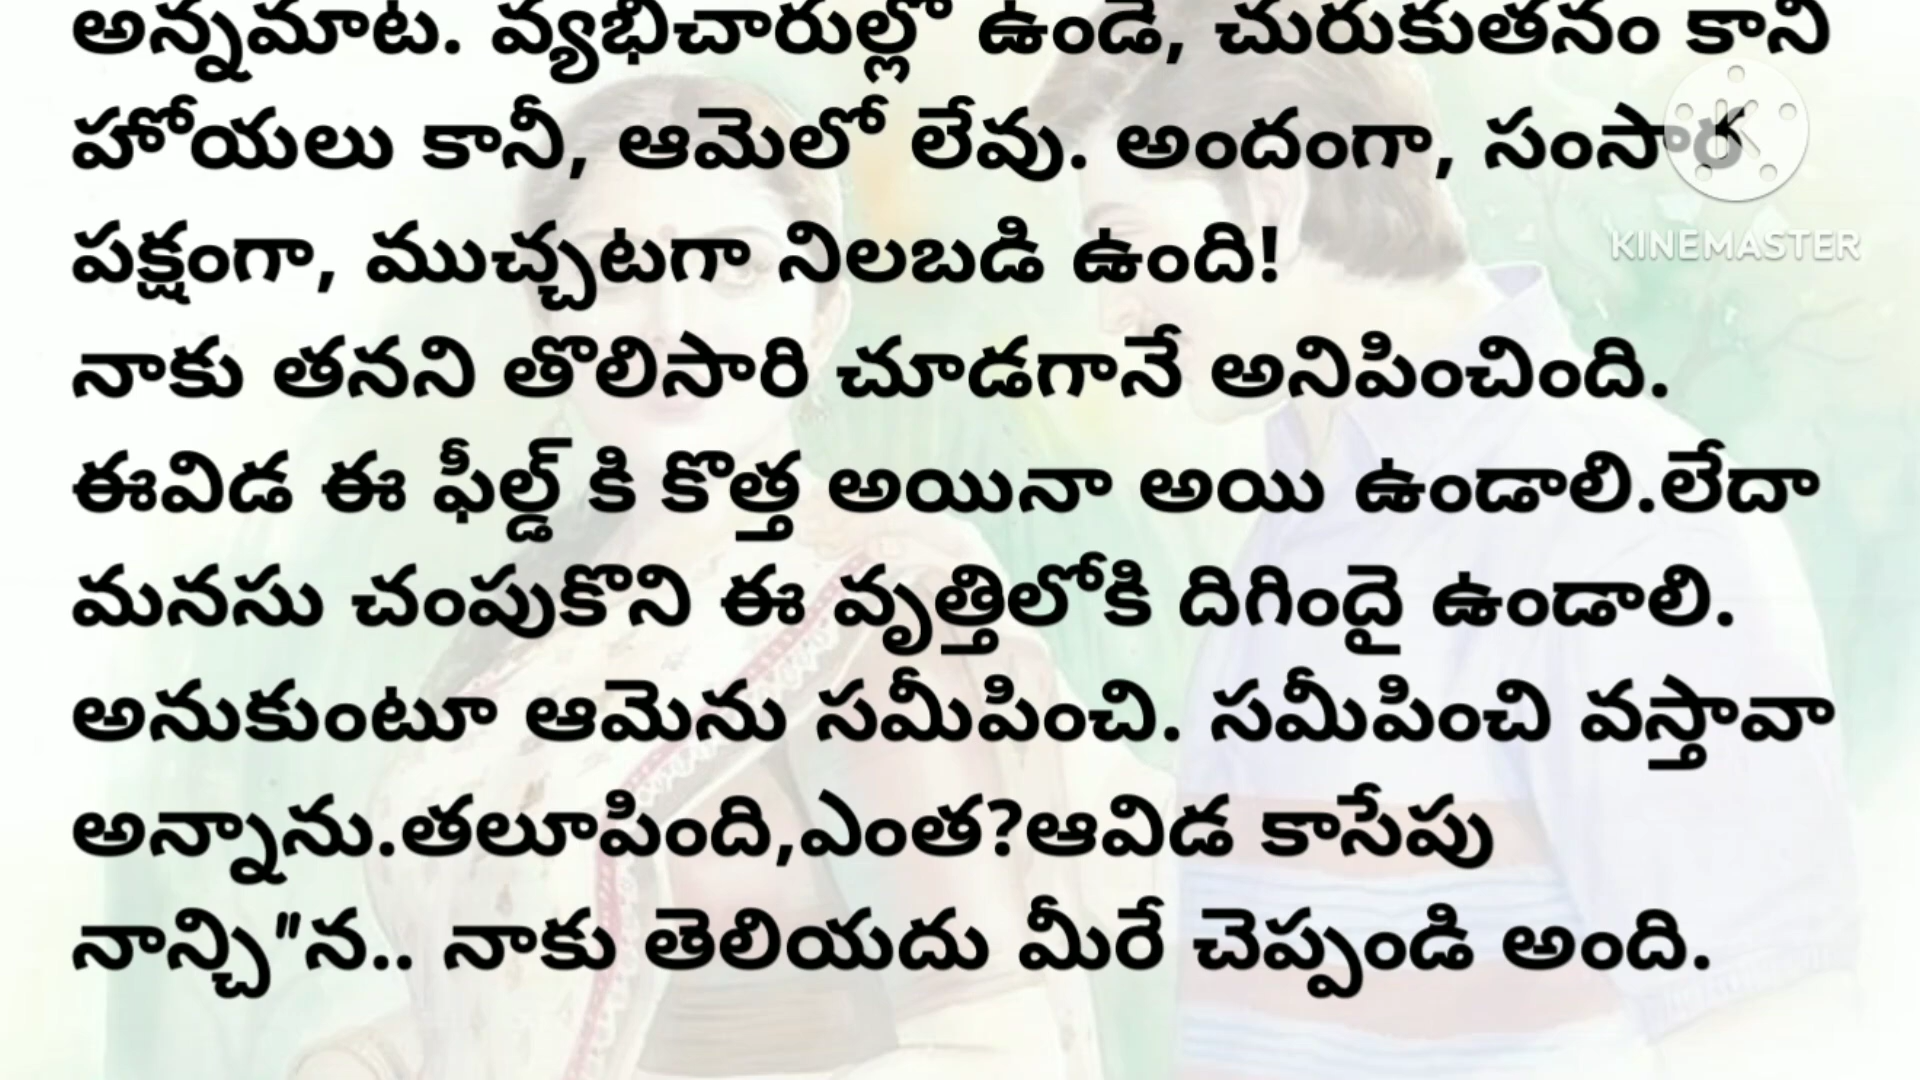 అన్నమాట. వ్యభిచారుల్లో ఉండే, చురుకుతనం కాని
హోయలు కానీ, ఆమెలో లేవు. అందంగా, సంసార
పక్షంగా, ముచ్చటగా నిలబడి ఉంది!
నాకు తనని తొలిసారి చూడగానే అనిపించింది.
ఈవిడ ఈ ఫీల్డ్ కి కొత్త అయినా అయి ఉండాలి.లేదా
మనసు చంపుకొని ఈ వృత్తిలోకి దిగిందై ఉండాలి.
అనుకుంటూ ఆమెను సమీపించి. సమీపించి వస్తావా
అన్నాను.తలూపింది,ఎంత?ఆవిడ కాసేపు
నాన్చి"న.. నాకు తెలియదు మీరే చెప్పండి అంది.
K
KINEMASTER